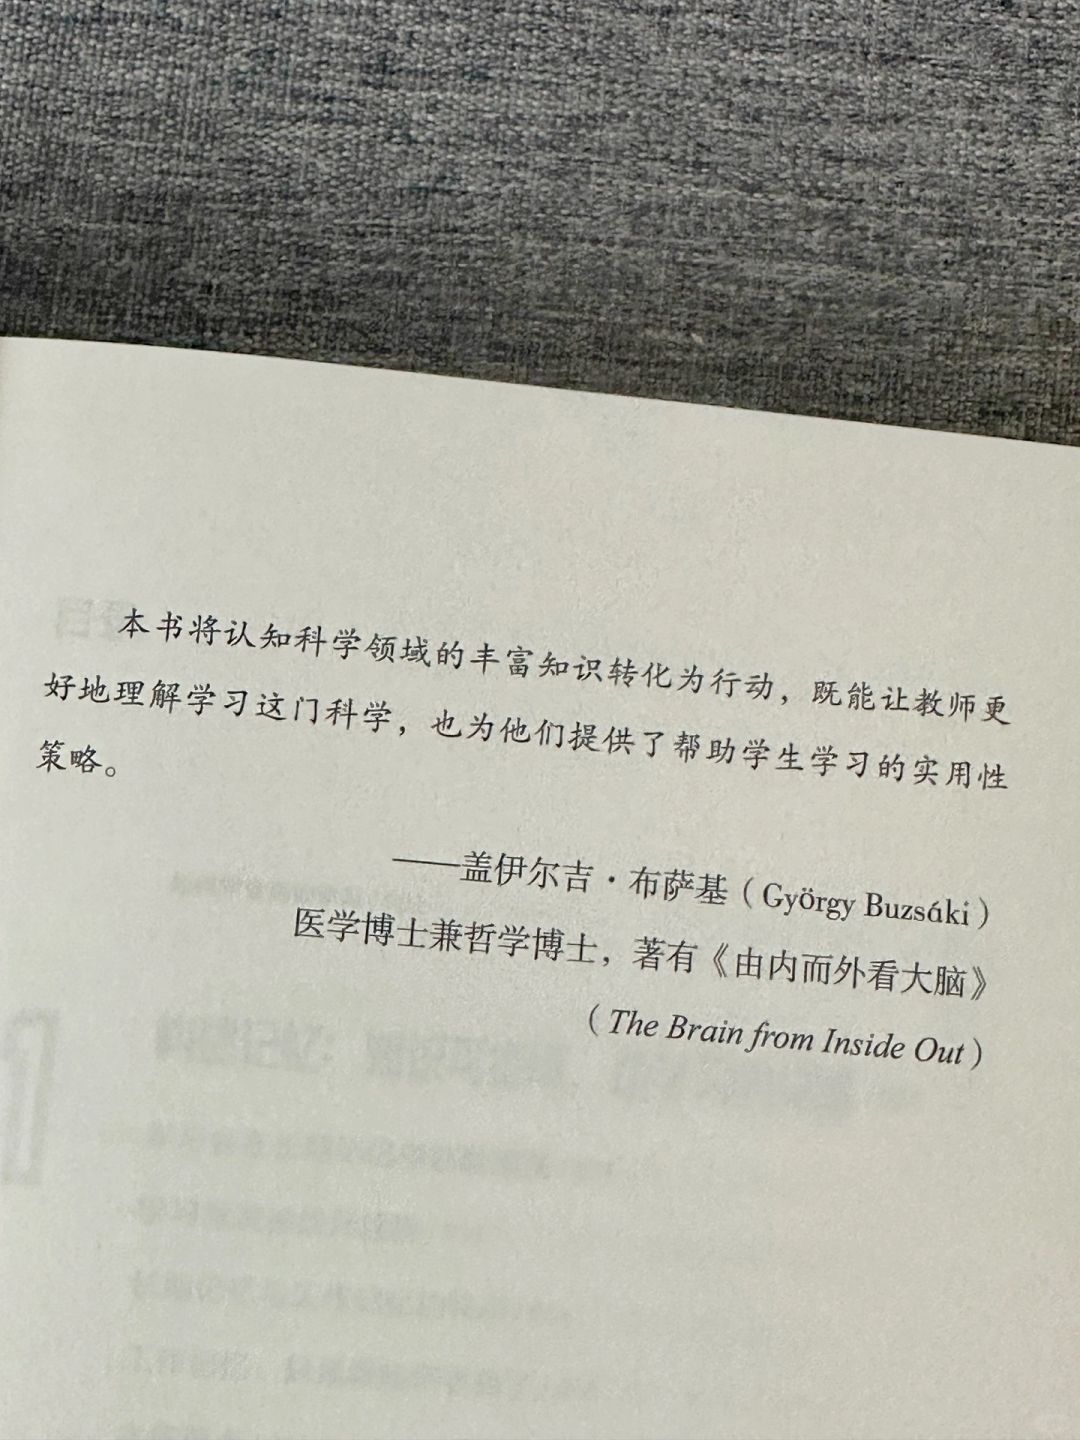 本书将认知科学领域的丰富知识转化为行动，既能让教师更
好地理解学习这门科学，也为他们提供了帮助学生学习的实用性
策略。
——盖伊尔吉·布萨基（György Buzsáki）
医学博士兼哲学博士，著有《由内而外看大脑》
（The Brain from Inside Out）